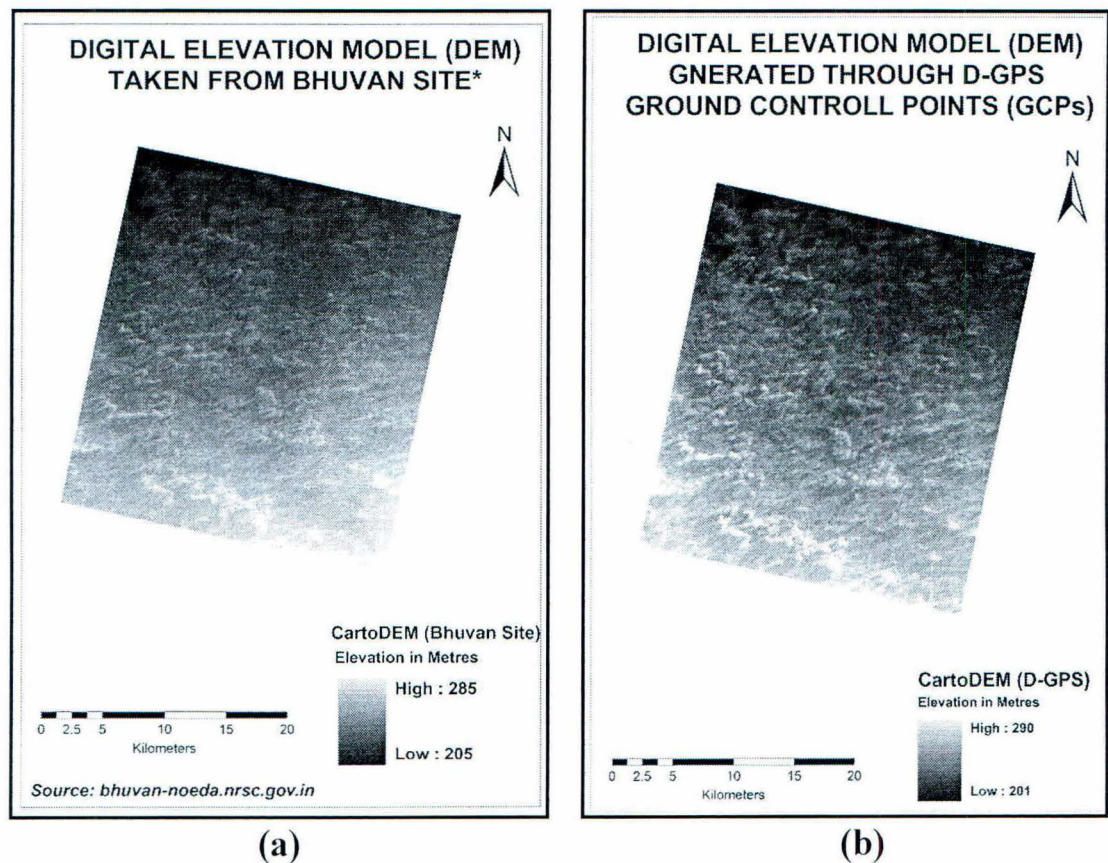 DIGITAL ELEVATION MODEL (DEM)
TAKEN FROM BHUVAN SITE*
N
CartoDEM (Bhuvan Site)
Elevation in Metres
High : 285
Low : 205
0 2.5 5 10 15 20
Kilometers
Source: bhuvan-noeda.nrsc.gov.in
(a)
DIGITAL ELEVATION MODEL (DEM)
GNERATED THROUGH D-GPS
GROUND CONTROLL POINTS (GCPs)
N
CartoDEM (D-GPS)
Elevation in Metres
High : 290
Low : 201
0 2.5 5 10 15 20
Kilometers
(b)